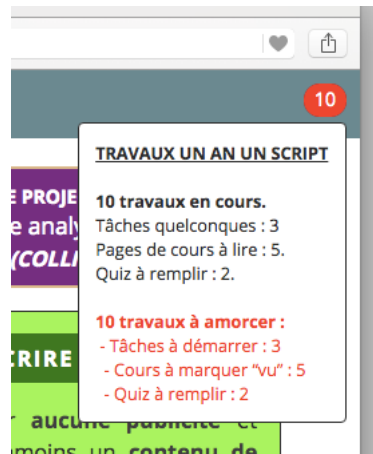 10
TRAVAUX UN AN UN SCRIPT
10 travaux en cours.
Tâches quelconques : 3
Pages de cours à lire : 5.
Quiz à remplir : 2.
10 travaux à amorcer :
- Tâches à démarrer : 3
- Cours à marquer “vu” : 5
- Quiz à remplir : 2
E PROJE
e analy
(COLLI
CRIRE
r aucune publicité et
moins un contenu de